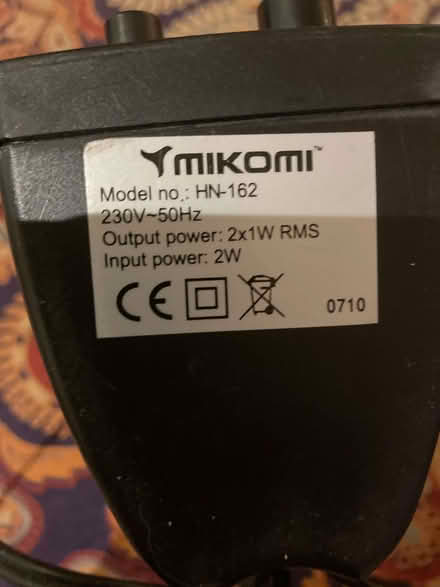 mikomi™
Model no.: HN-162
230V~50Hz
Output power: 2x1W RMS
Input power: 2W
CE
0710